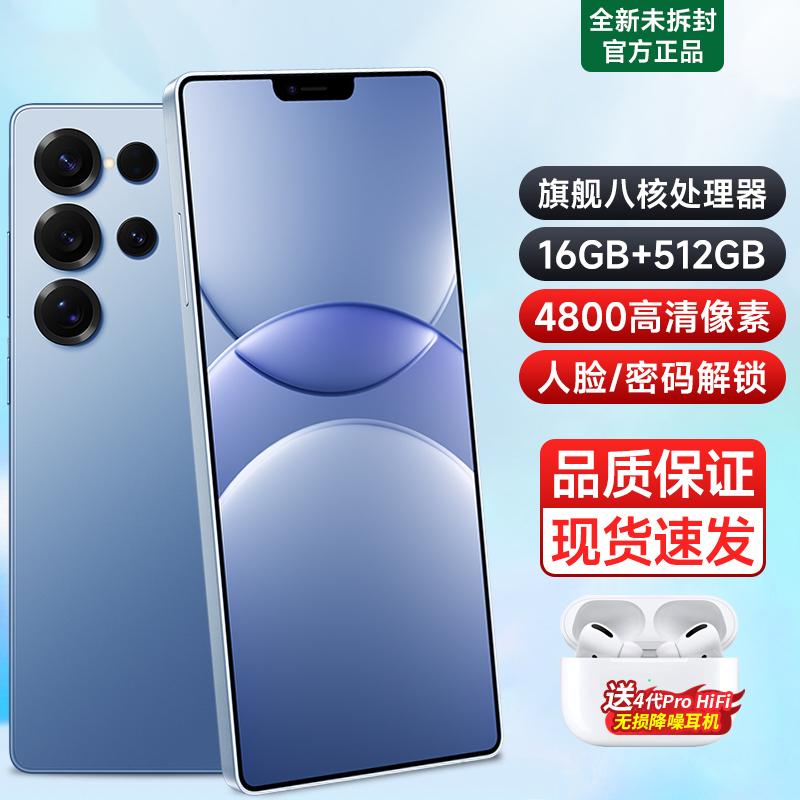 全新未拆封
官方正品
旗舰八核处理器
16GB+512GB
4800高清像素
人脸/密码解锁
品质保证
现货速发
送4代Pro HiFi
无损降噪耳机